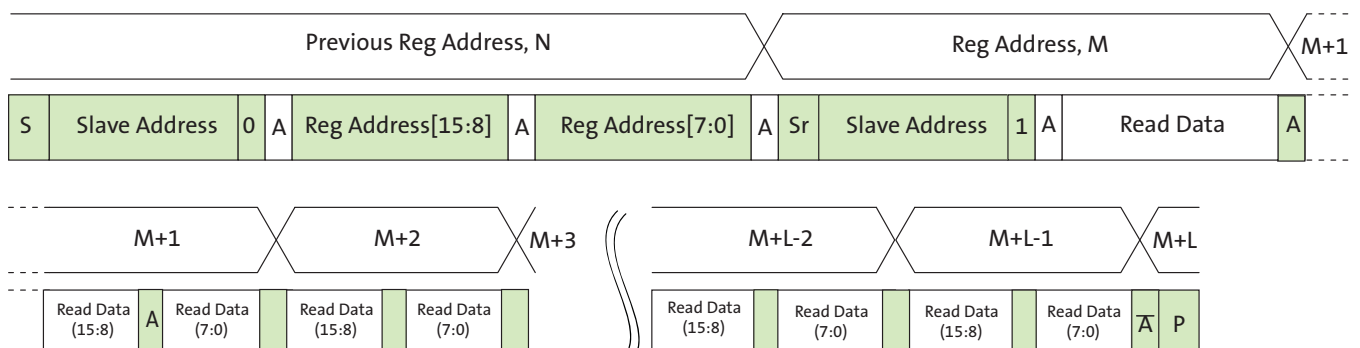 Previous Reg Address, N Reg Address, M M+1
S Slave Address 0 A Reg Address[15:8] A Reg Address[7:0] A Sr Slave Address 1 A Read Data A
M+1 M+2 M+3 M+L-2 M+L-1 M+L
Read Data (15:8) A Read Data (7:0) Read Data (15:8) Read Data (7:0) Read Data (15:8) Read Data (7:0) Read Data (15:8) Read Data (7:0) A̅ P